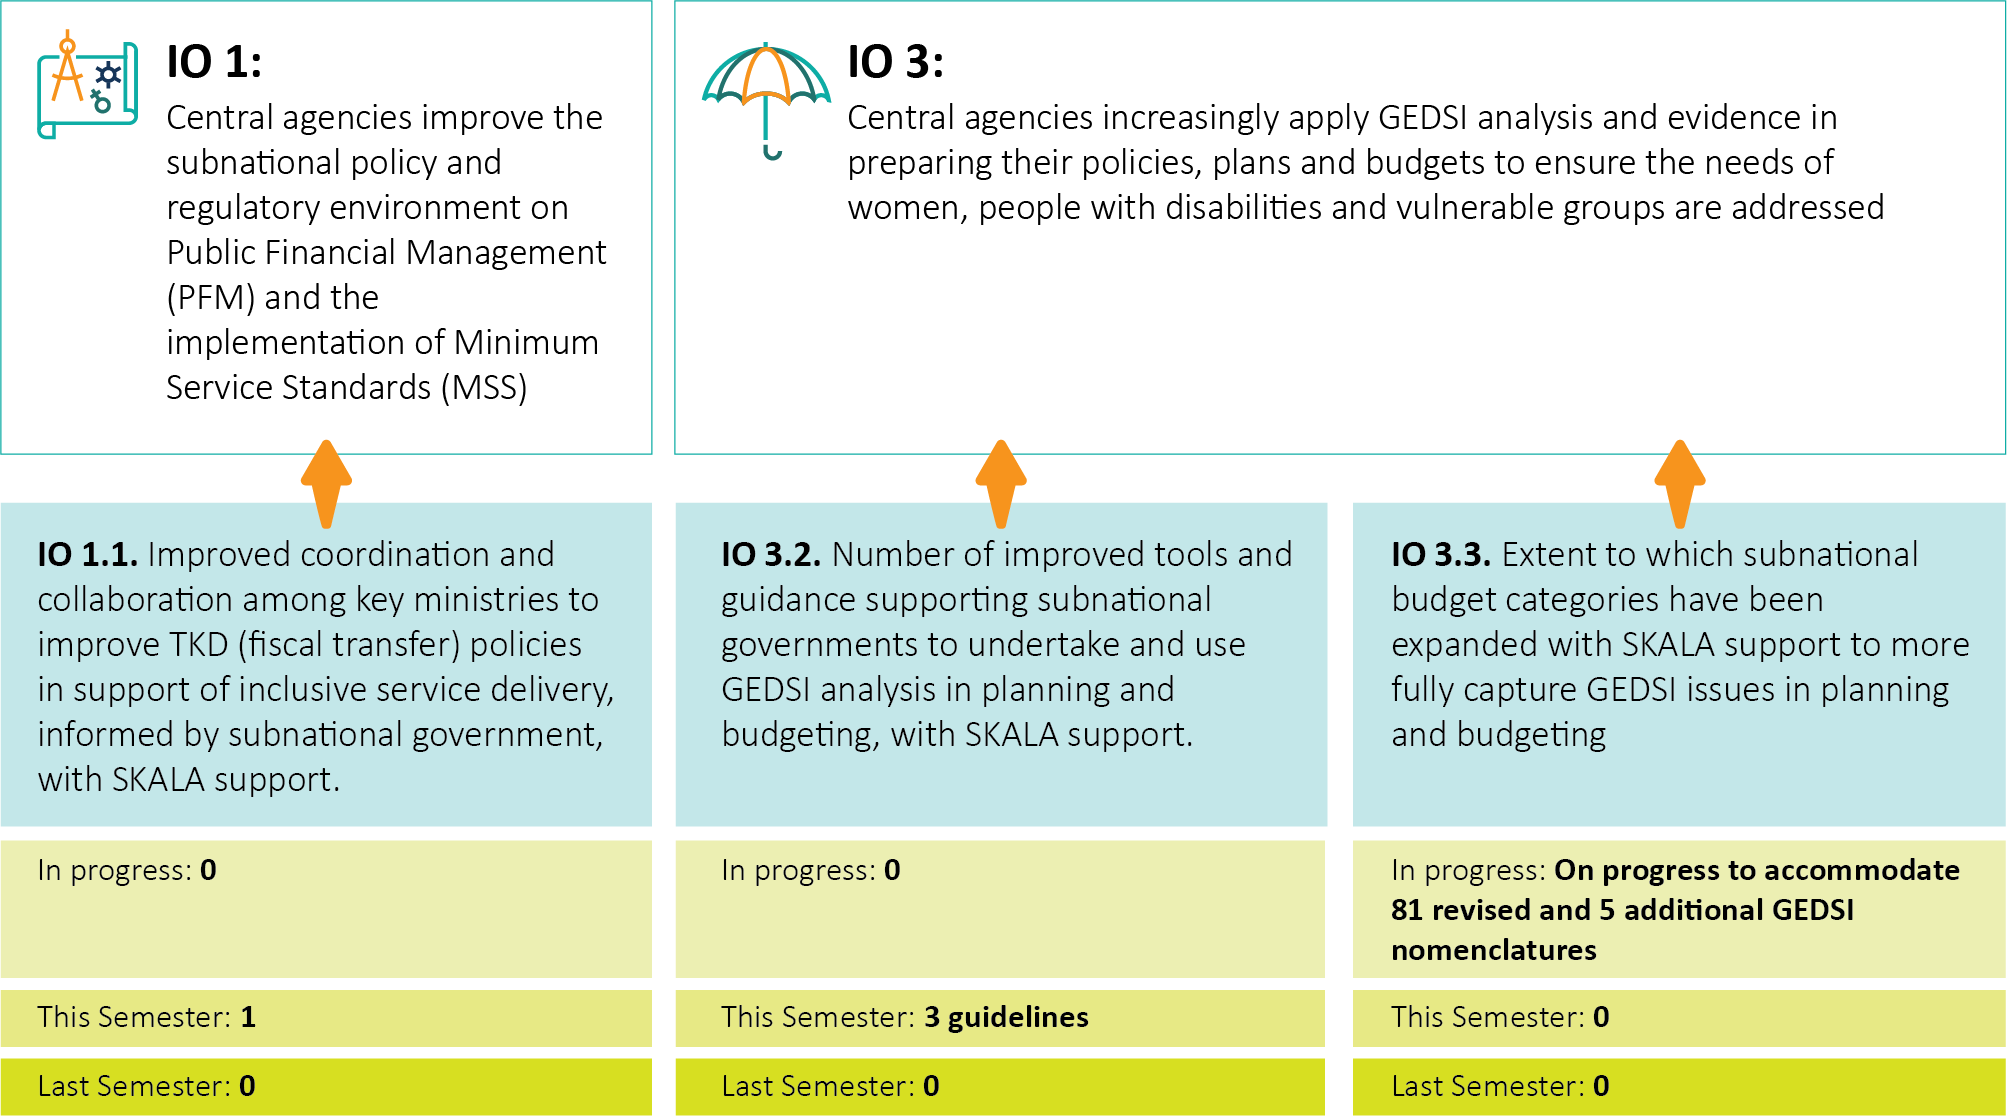 IO 1:
Central agencies improve the
subnational policy and
regulatory environment on
Public Financial Management
(PFM) and the
implementation of Minimum
Service Standards (MSS)
IO 3:
Central agencies increasingly apply GEDSI analysis and evidence in
preparing their policies, plans and budgets to ensure the needs of
women, people with disabilities and vulnerable groups are addressed
IO 1.1. Improved coordination and
collaboration among key ministries to
improve TKD (fiscal transfer) policies
in support of inclusive service delivery,
informed by subnational government,
with SKALA support.
In progress: 0
This Semester: 1
Last Semester: 0
IO 3.2. Number of improved tools and
guidance supporting subnational
governments to undertake and use
GEDSI analysis in planning and
budgeting, with SKALA support.
In progress: 0
This Semester: 3 guidelines
Last Semester: 0
IO 3.3. Extent to which subnational
budget categories have been
expanded with SKALA support to more
fully capture GEDSI issues in planning
and budgeting
In progress: On progress to accommodate
81 revised and 5 additional GEDSI
nomenclatures
This Semester: 0
Last Semester: 0